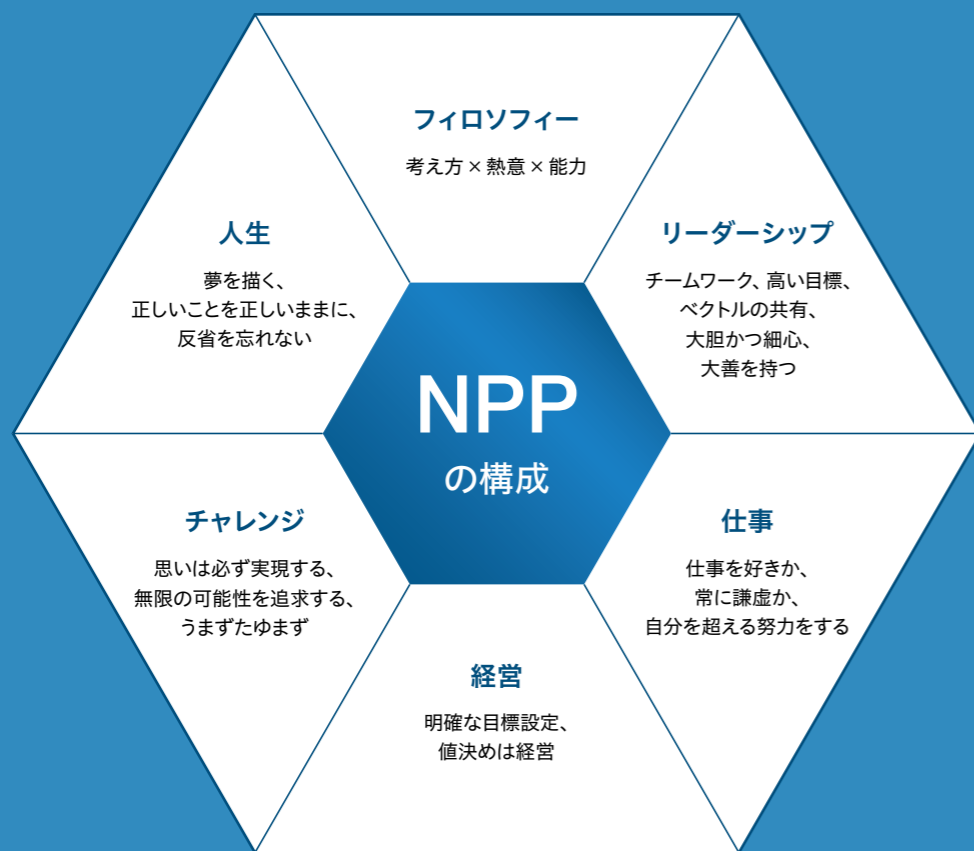 フィロソフィー
考え方×熱意×能力
人生
夢を描く、
正しいことを正しいままに、
反省を忘れない
リーダーシップ
チームワーク、高い目標、
ベクトルの共有、
大胆かつ細心、
大善を持つ
NPP
の構成
チャレンジ
思いは必ず実現する、
無限の可能性を追求する、
うまずたゆまず
仕事
仕事を好きか、
常に謙虚か、
自分を超える努力をする
経営
明確な目標設定、
値決めは経営